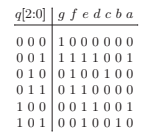 q[2:0] g f e d c b a
0 0 0 1 0 0 0 0 0 0
0 0 1 1 1 1 1 0 0 1
0 1 0 0 1 0 0 1 0 0
0 1 1 0 1 1 0 0 0 0
1 0 0 0 0 1 1 0 0 1
1 0 1 0 0 1 0 0 1 0